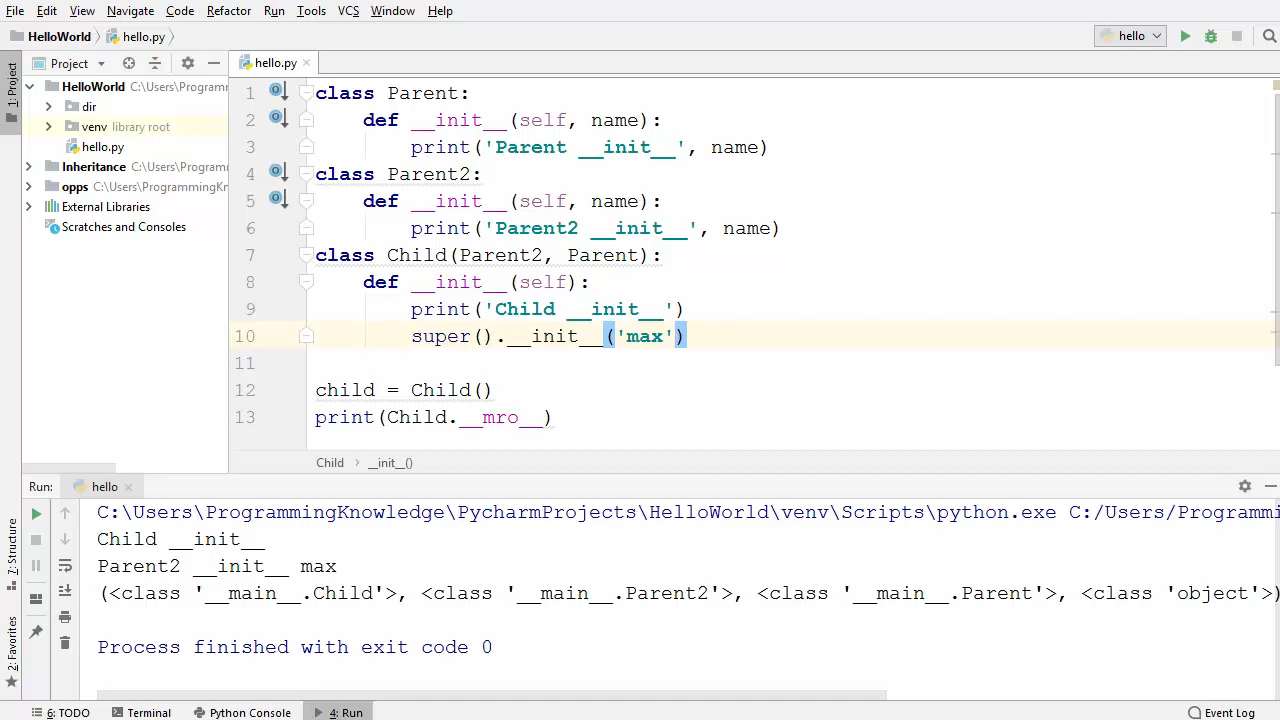 File Edit View Navigate Code Refactor Run Tools VCS Window Help
HelloWorld hello.py hello
1: Project
Project hello.py
HelloWorld C:\Users\Programm
dir
venv library root
hello.py
Inheritance C:\Users\Program
opps C:\Users\ProgrammingKn
External Libraries
Scratches and Consoles
1 class Parent:
2     def __init__(self, name):
3         print('Parent __init__', name)
4 class Parent2:
5     def __init__(self, name):
6         print('Parent2 __init__', name)
7 class Child(Parent2, Parent):
8     def __init__(self):
9         print('Child __init__')
10         super().__init__('max')
11
12 child = Child()
13 print(Child.__mro__)
Child __init__()
Run: hello
C:\Users\ProgrammingKnowledge\PycharmProjects\HelloWorld\venv\Scripts\python.exe C:/Users/Programmi
Child __init__
Parent2 __init__ max
(<class '__main__.Child'>, <class '__main__.Parent2'>, <class '__main__.Parent'>, <class 'object'>)
Process finished with exit code 0
7: Structure
2: Favorites
6: TODO Terminal Python Console 4: Run Event Log